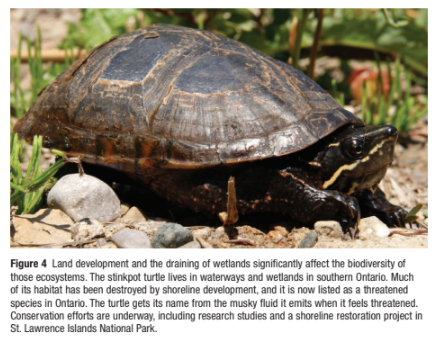 Figure 4 Land development and the draining of wetlands significantly affect the biodiversity of
those ecosystems. The stinkpot turtle lives in waterways and wetlands in southern Ontario. Much
of its habitat has been destroyed by shoreline development, and it is now listed as a threatened
species in Ontario. The turtle gets its name from the musky fluid it emits when it feels threatened.
Conservation efforts are underway, including research studies and a shoreline restoration project in
St. Lawrence Islands National Park.